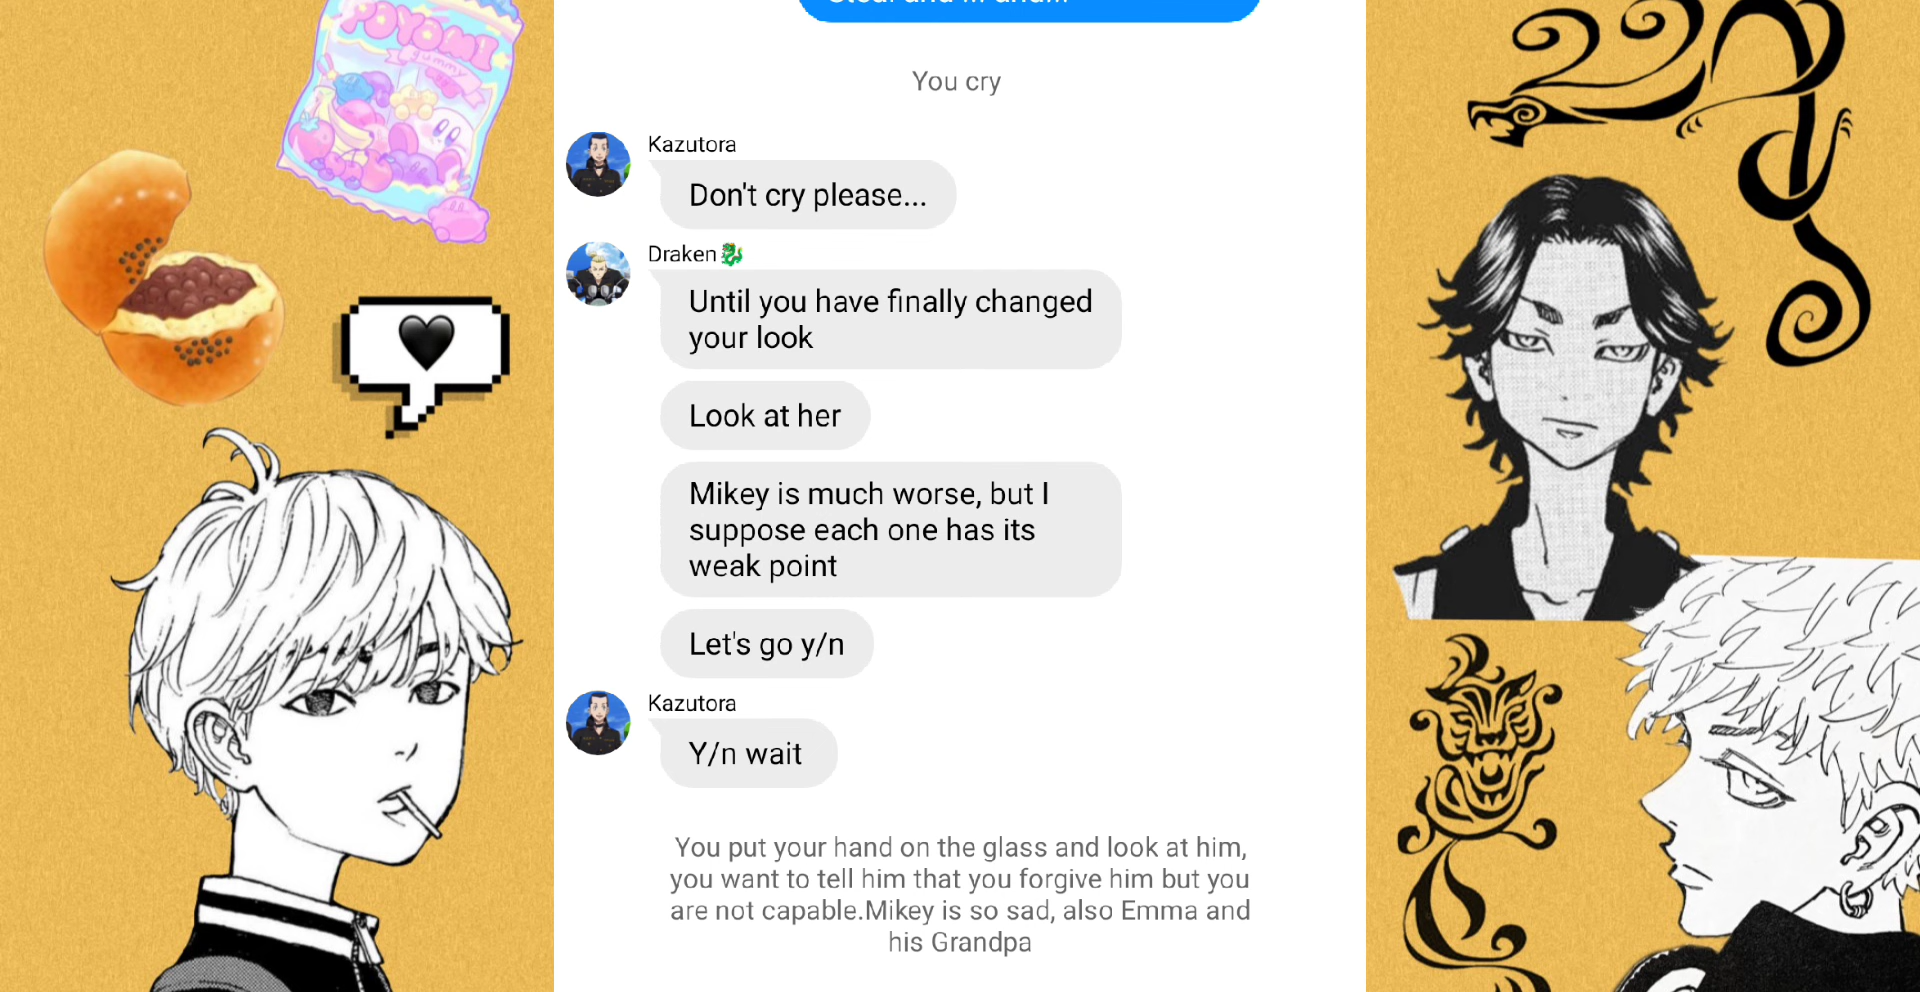 YOYOMI
gummy
You cry
Kazutora
Don't cry please...
Draken🐉
Until you have finally changed
your look
Look at her
Mikey is much worse, but I
suppose each one has its
weak point
Let's go y/n
Kazutora
Y/n wait
You put your hand on the glass and look at him,
you want to tell him that you forgive him but you
are not capable.Mikey is so sad, also Emma and
his Grandpa